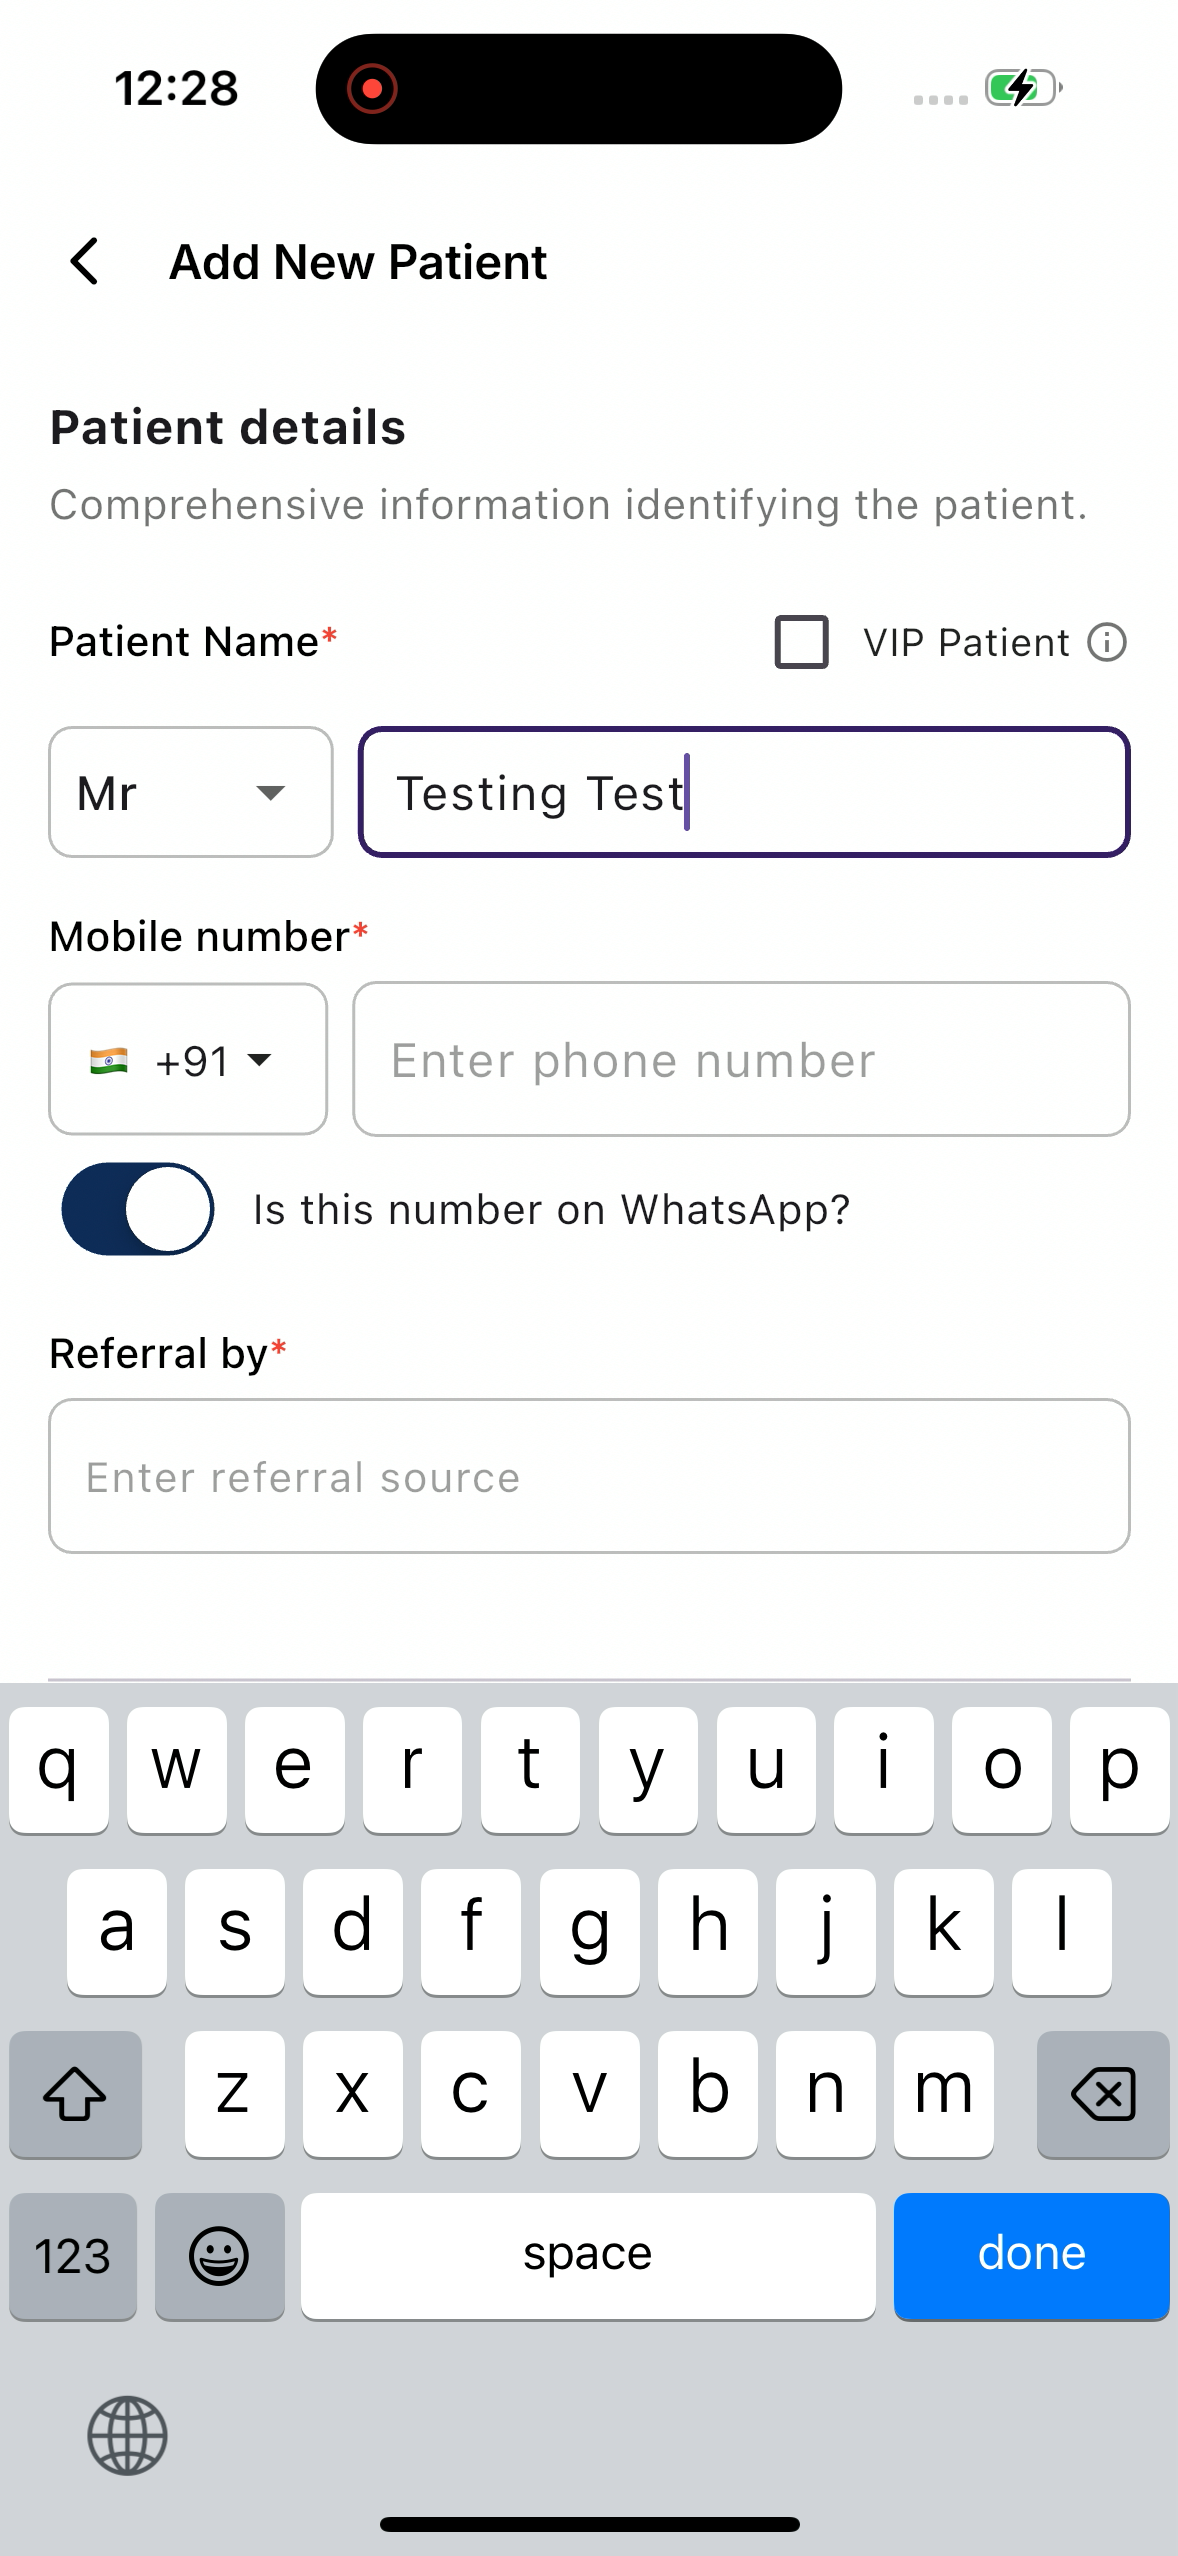 12:28
Add New Patient
Patient details
Comprehensive information identifying the patient.
Patient Name*
VIP Patient
Mr
Testing Test
Mobile number*
+91
Enter phone number
Is this number on WhatsApp?
Referral by*
Enter referral source
q w e r t y u i o p
a s d f g h j k l
z x c v b n m
123 space done